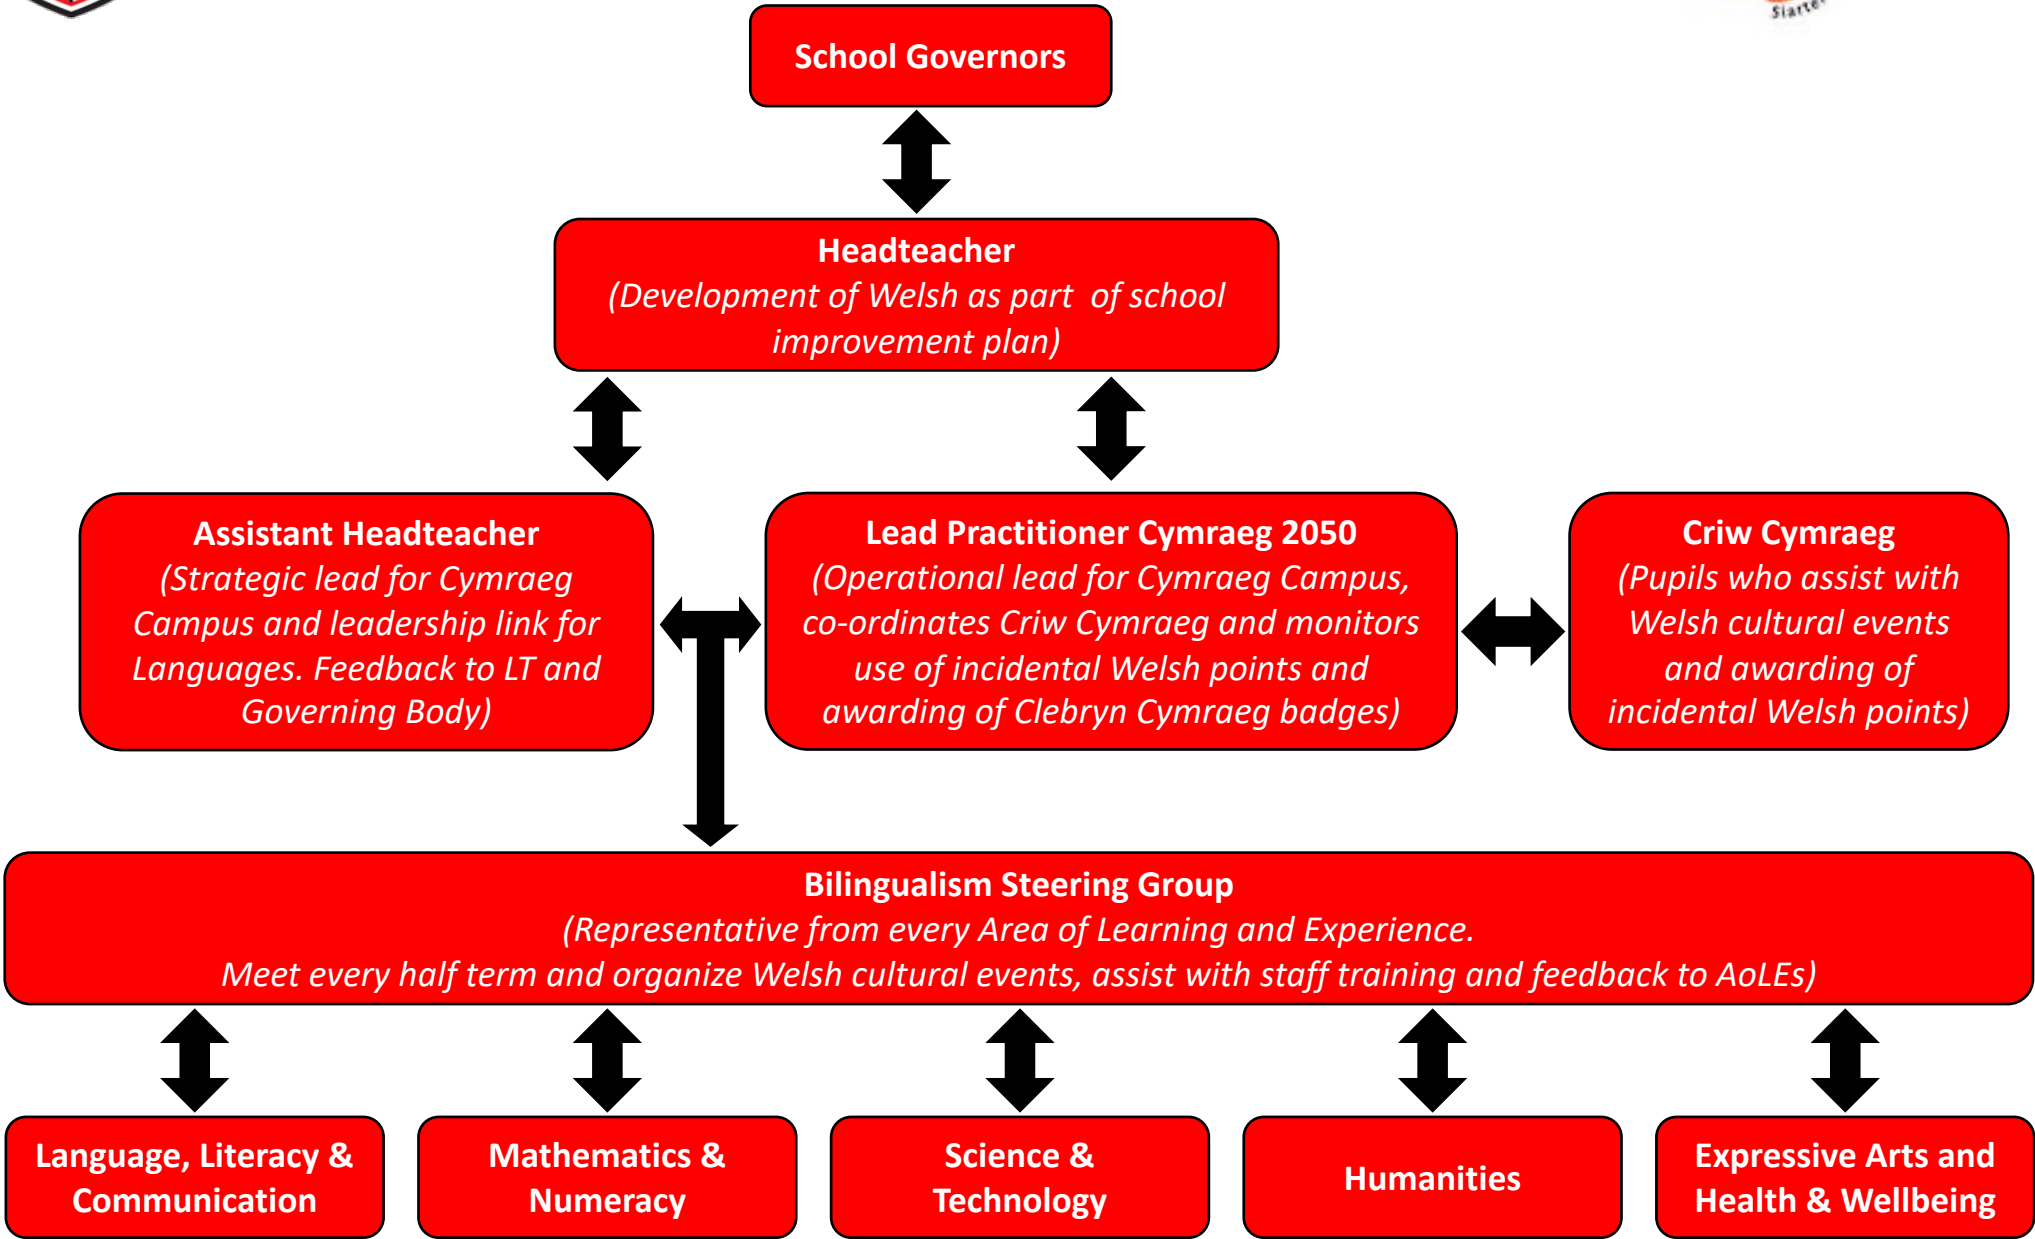 Siarter
School Governors
Headteacher
(Development of Welsh as part  of school
improvement plan)
Assistant Headteacher
(Strategic lead for Cymraeg
Campus and leadership link for
Languages. Feedback to LT and
Governing Body)
Lead Practitioner Cymraeg 2050
(Operational lead for Cymraeg Campus,
co-ordinates Criw Cymraeg and monitors
use of incidental Welsh points and
awarding of Clebryn Cymraeg badges)
Criw Cymraeg
(Pupils who assist with
Welsh cultural events
and awarding of
incidental Welsh points)
Bilingualism Steering Group
(Representative from every Area of Learning and Experience.
Meet every half term and organize Welsh cultural events, assist with staff training and feedback to AoLEs)
Language, Literacy &
Communication
Mathematics &
Numeracy
Science &
Technology
Humanities
Expressive Arts and
Health & Wellbeing